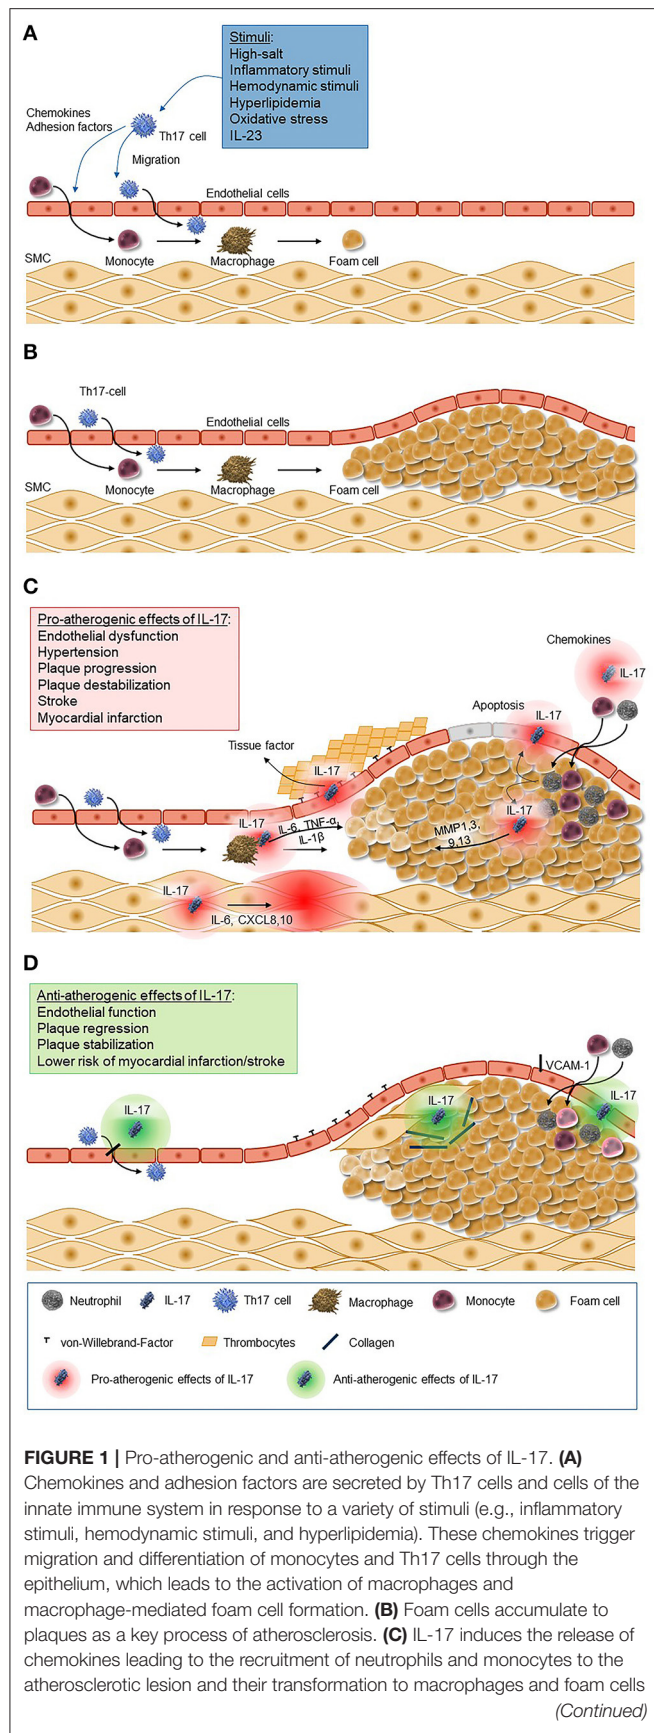 A
Stimuli:
High-salt
Inflammatory stimuli
Hemodynamic stimuli
Hyperlipidemia
Oxidative stress
IL-23
Chemokines
Adhesion factors
Th17 cell
Migration
Endothelial cells
SMC
Monocyte
Macrophage
Foam cell
B
Th17-cell
Endothelial cells
SMC
Monocyte
Macrophage
Foam cell
C
Pro-atherogenic effects of IL-17:
Endothelial dysfunction
Hypertension
Plaque progression
Plaque destabilization
Stroke
Myocardial infarction
Chemokines
IL-17
Apoptosis
IL-17
Tissue factor
IL-17
IL-17
IL-6, TNF-α,
IL-1β
IL-17
MMP1,3,
9,13
IL-17
IL-6, CXCL8,10
D
Anti-atherogenic effects of IL-17:
Endothelial function
Plaque regression
Plaque stabilization
Lower risk of myocardial infarction/stroke
VCAM-1
IL-17
IL-17
IL-17
Neutrophil
IL-17
Th17 cell
Macrophage
Monocyte
Foam cell
von-Willebrand-Factor
Thrombocytes
Collagen
Pro-atherogenic effects of IL-17
Anti-atherogenic effects of IL-17
FIGURE 1 | Pro-atherogenic and anti-atherogenic effects of IL-17. (A)
Chemokines and adhesion factors are secreted by Th17 cells and cells of the
innate immune system in response to a variety of stimuli (e.g., inflammatory
stimuli, hemodynamic stimuli, and hyperlipidemia). These chemokines trigger
migration and differentiation of monocytes and Th17 cells through the
epithelium, which leads to the activation of macrophages and
macrophage-mediated foam cell formation. (B) Foam cells accumulate to
plaques as a key process of atherosclerosis. (C) IL-17 induces the release of
chemokines leading to the recruitment of neutrophils and monocytes to the
atherosclerotic lesion and their transformation to macrophages and foam cells
(Continued)